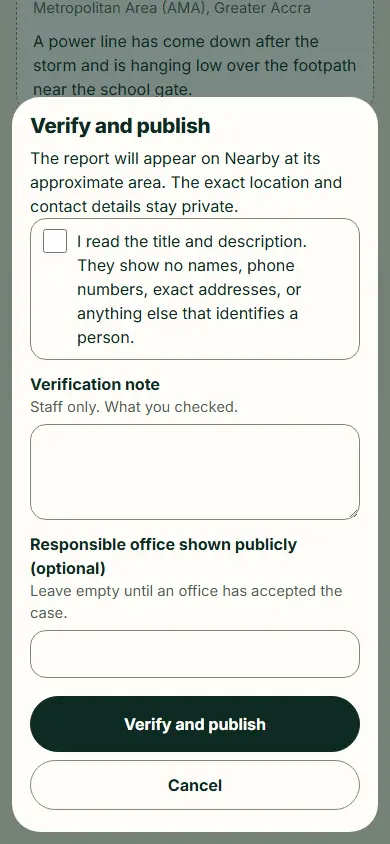 Metropolitan Area (AMA), Greater Accra
A power line has come down after the
storm and is hanging low over the footpath
near the school gate.
Verify and publish
The report will appear on Nearby at its
approximate area. The exact location and
contact details stay private.
I read the title and description.
They show no names, phone
numbers, exact addresses, or
anything else that identifies a
person.
Verification note
Staff only. What you checked.
Responsible office shown publicly
(optional)
Leave empty until an office has accepted the
case.
Verify and publish
Cancel